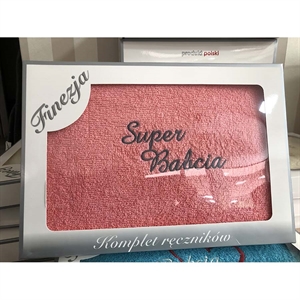 produkt polski
Finezja
Super
Babcia
Komplet ręczników